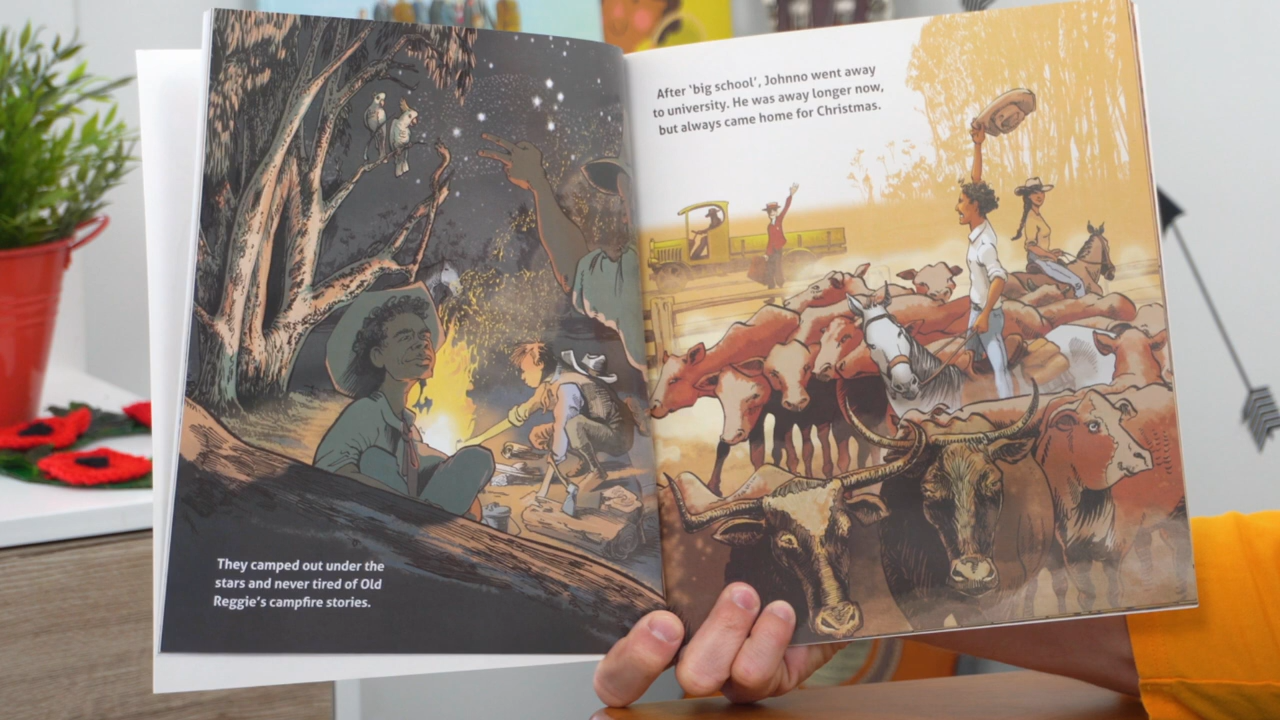 They camped out under the
stars and never tired of Old
Reggie's campfire stories.
After 'big school', Johnno went away
to university. He was away longer now,
but always came home for Christmas.